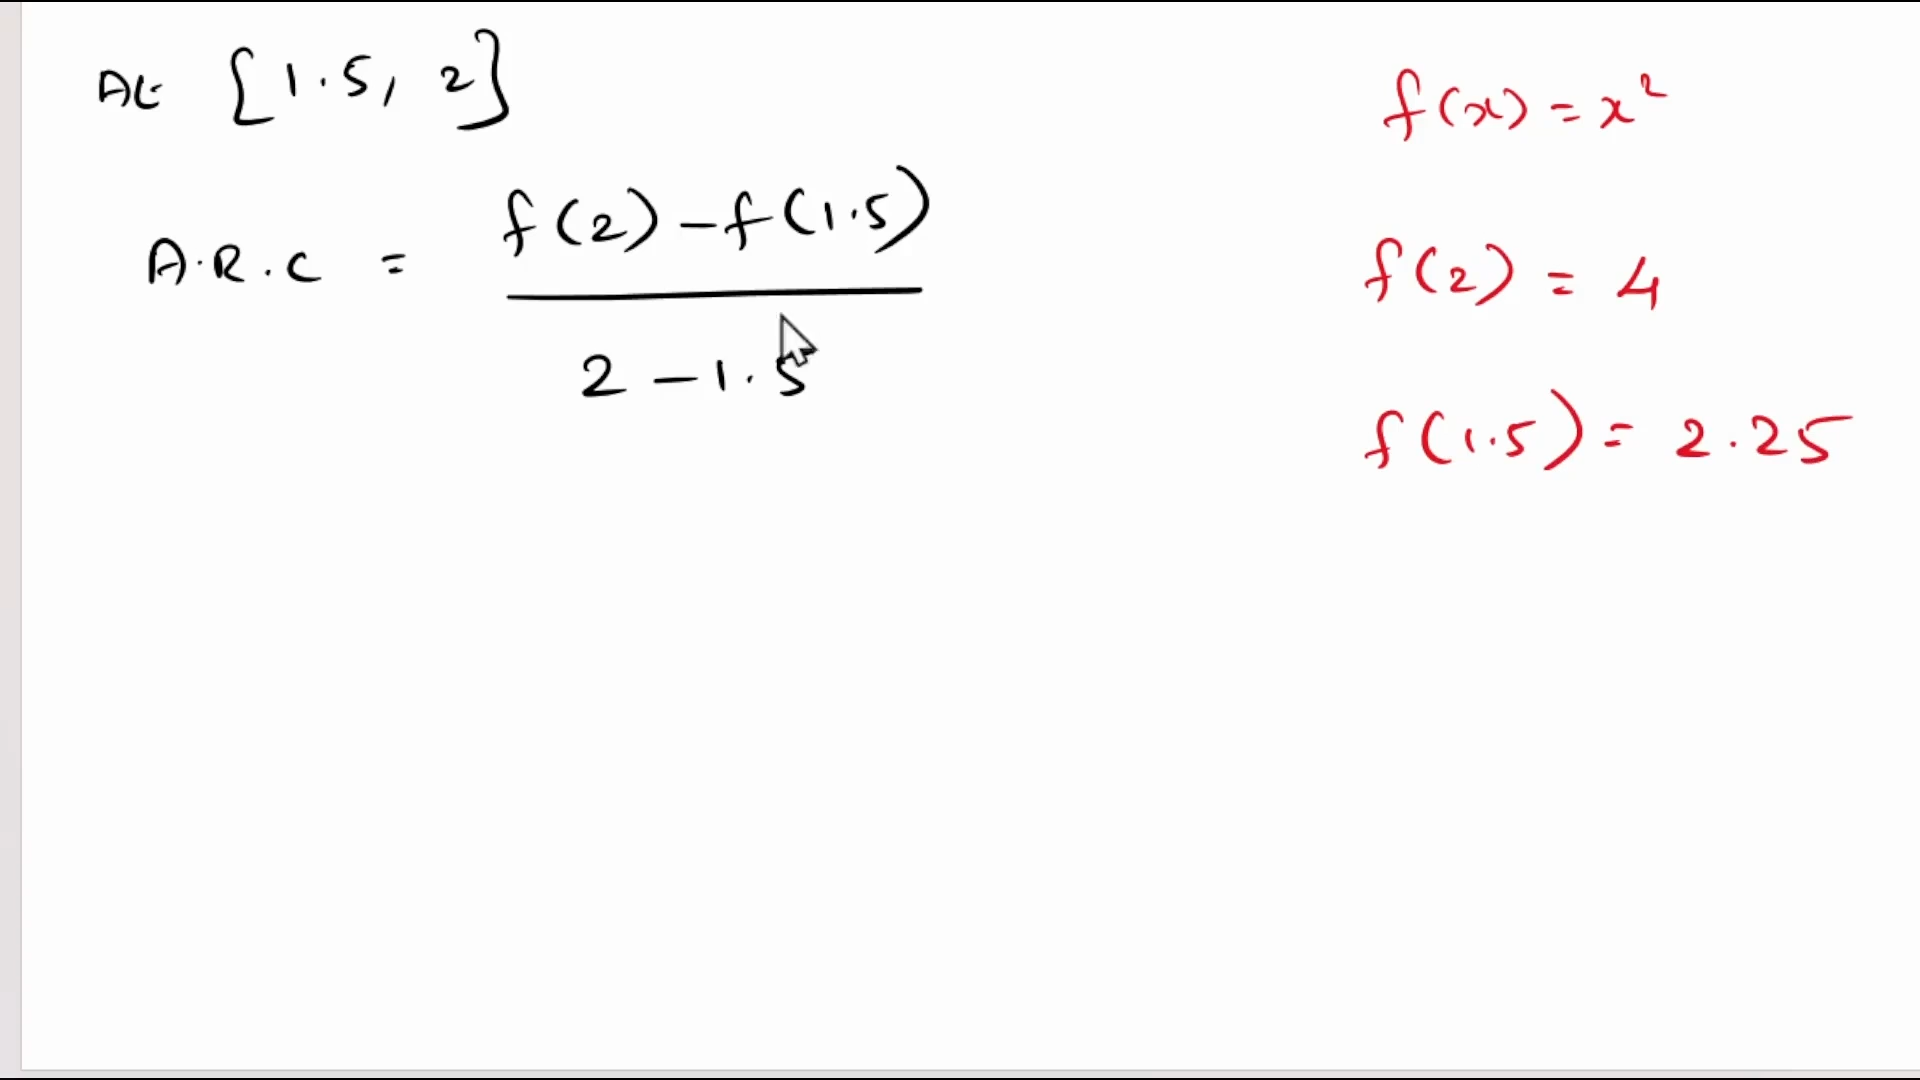 At [1.5, 2]
A.R.C = f(2) - f(1.5) / 2 - 1.5
f(x) = x²
f(2) = 4
f(1.5) = 2.25